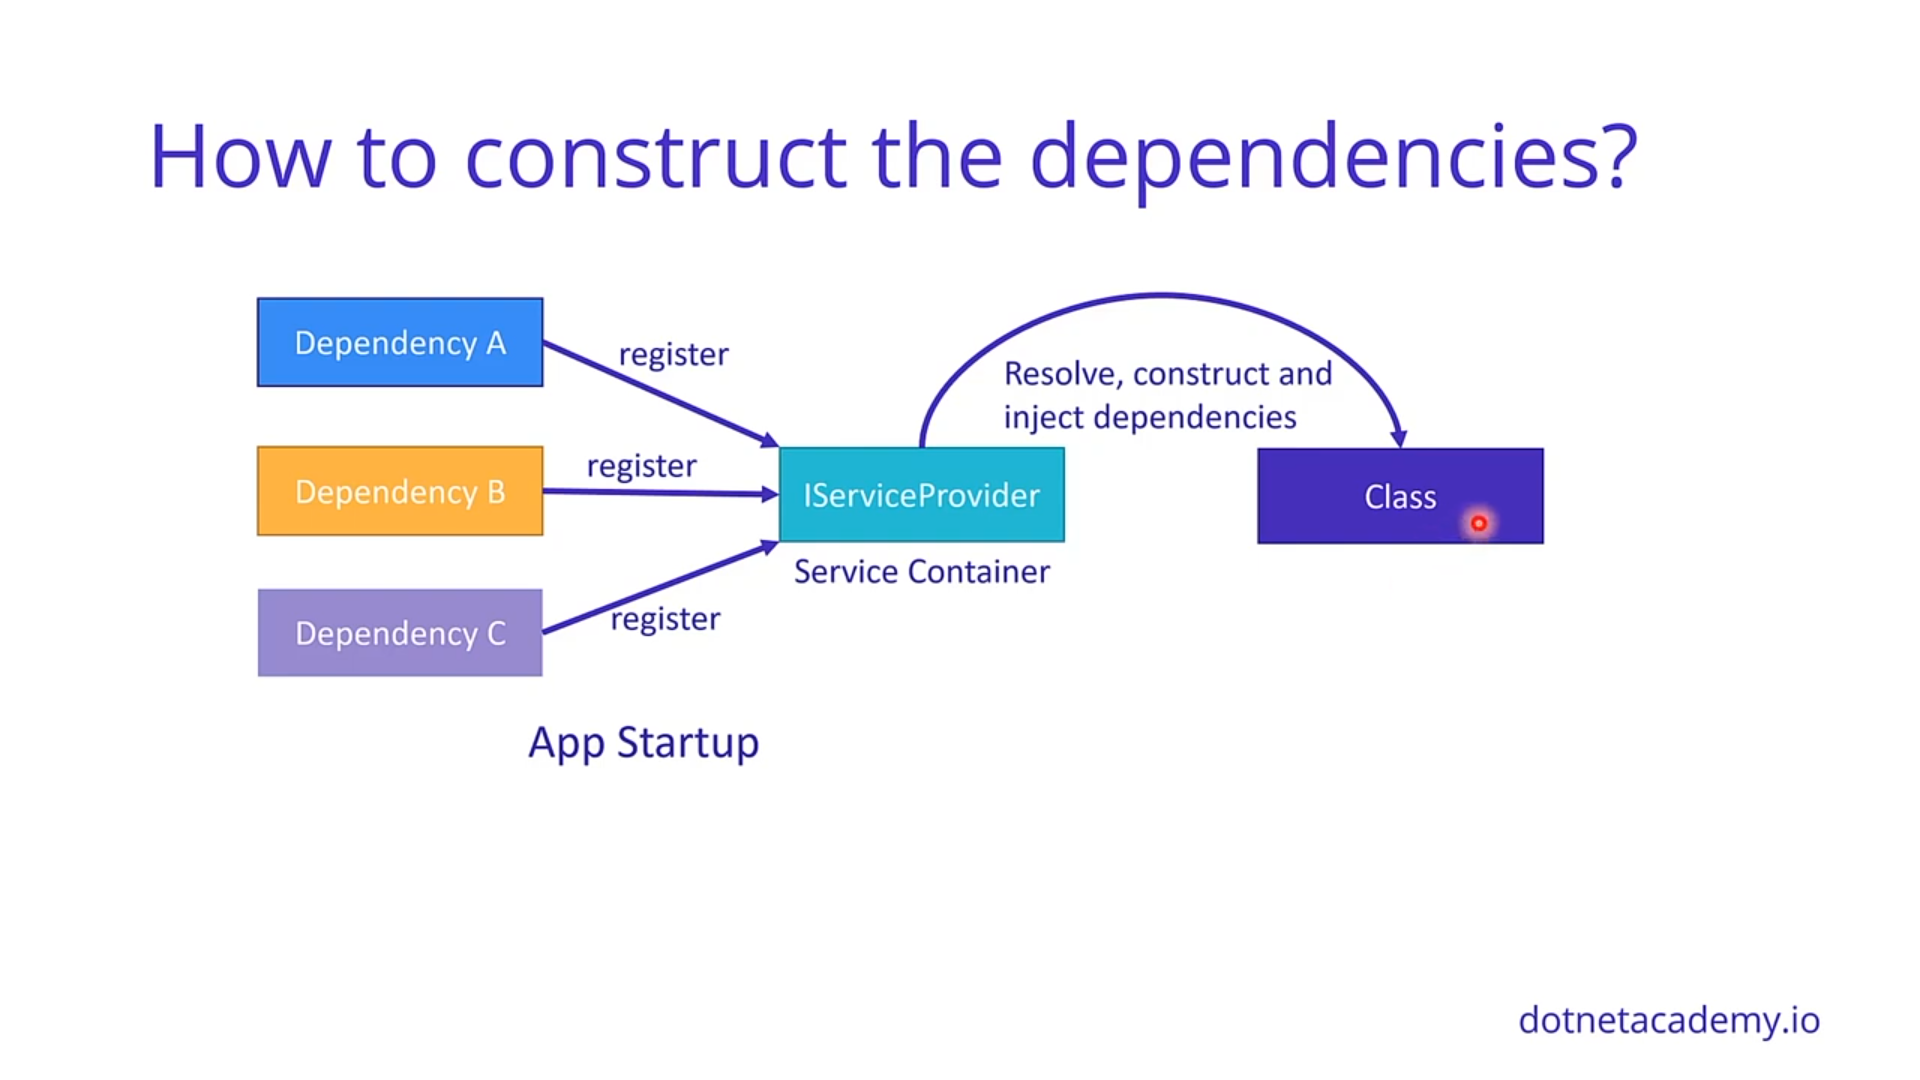 How to construct the dependencies?
Dependency A
register
Resolve, construct and
inject dependencies
Dependency B
register
IServiceProvider
Class
Service Container
Dependency C
register
App Startup
dotnetacademy.io